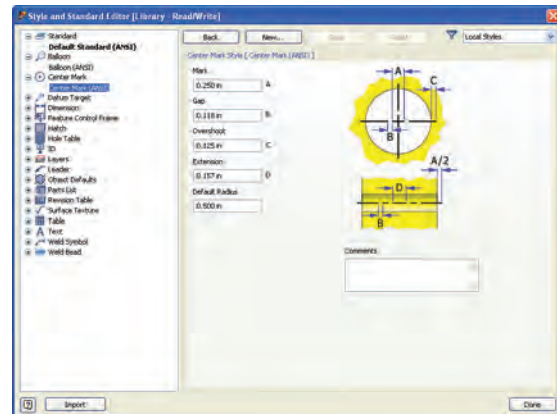 Style and Standard Editor [Library - Read/Write]
Standard
Default Standard (ANSI)
Balloon
Balloon (ANSI)
Center Mark
Center Mark (ANSI)
Datum Target
Dimension
Feature Control Frame
Hatch
Hole Table
ID
Layers
Leader
Object Defaults
Parts List
Revision Table
Surface Texture
Table
Text
Weld Symbol
Weld Bead
Import
Back
New...
Save
Reset
Local Styles
Center Mark Style [ Center Mark (ANSI) ]
Mark
0.250 in A
Gap
0.118 in B
Overshoot
0.125 in C
Extension
0.157 in D
Default Radius
0.500 in
A
C
B
A/2
D
B
Comments
Done